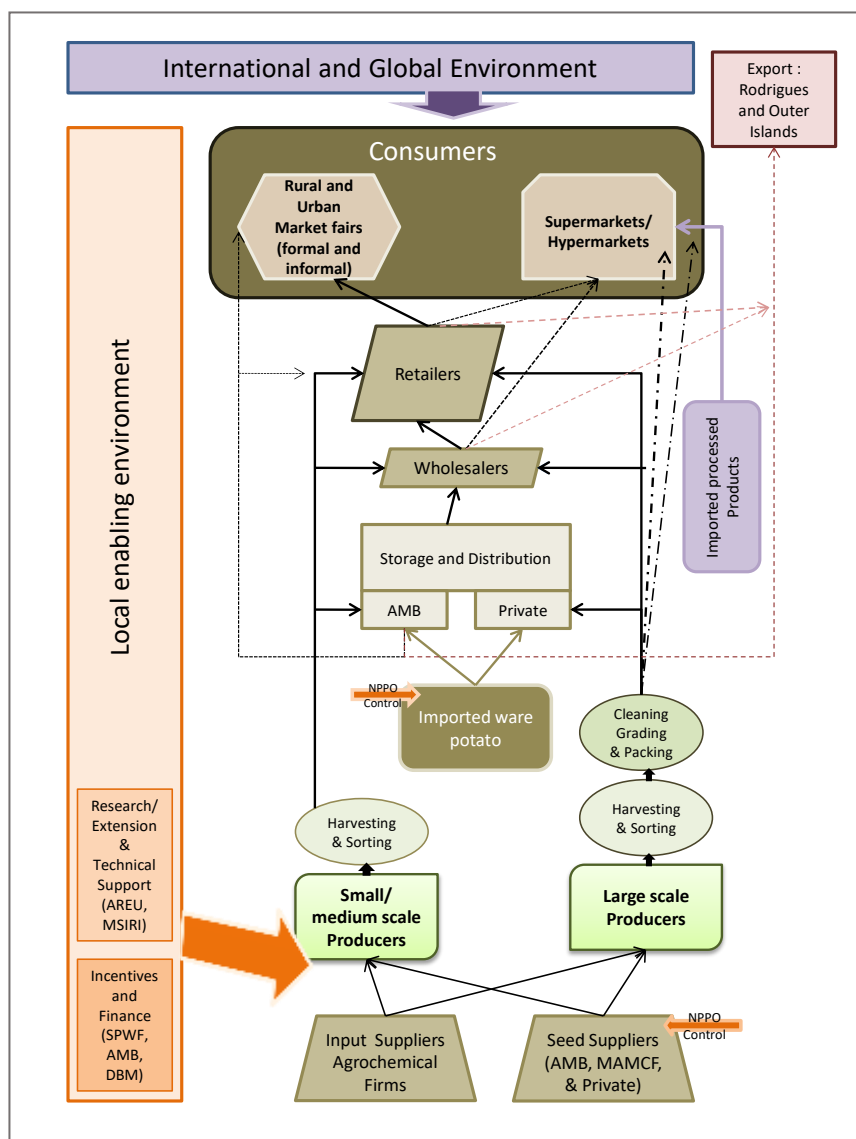 International and Global Environment
Export :
Rodrigues
and Outer
Islands
Consumers
Rural and
Urban
Market fairs
(formal and
informal)
Supermarkets/
Hypermarkets
Local enabling environment
Retailers
Wholesalers
Imported processed
Products
Storage and Distribution
AMB
Private
NPPO
Control
Imported ware
potato
Cleaning
Grading
& Packing
Research/
Extension
&
Technical
Support
(AREU,
MSIRI)
Harvesting
& Sorting
Harvesting
& Sorting
Small/
medium scale
Producers
Large scale
Producers
Incentives
and
Finance
(SPWF,
AMB,
DBM)
Input Suppliers
Agrochemical
Firms
Seed Suppliers
(AMB, MAMCF,
& Private)
NPPO
Control